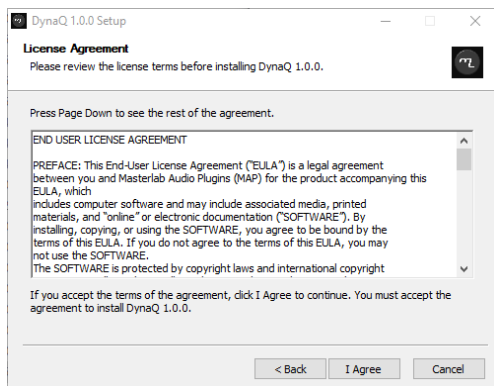 DynaQ 1.0.0 Setup
License Agreement
Please review the license terms before installing DynaQ 1.0.0.
Press Page Down to see the rest of the agreement.
END USER LICENSE AGREEMENT
PREFACE: This End-User License Agreement ("EULA") is a legal agreement
between you and Masterlab Audio Plugins (MAP) for the product accompanying this
EULA, which
includes computer software and may include associated media, printed
materials, and "online" or electronic documentation ("SOFTWARE"). By
installing, copying, or using the SOFTWARE, you agree to be bound by the
terms of this EULA. If you do not agree to the terms of this EULA, you may
not use the SOFTWARE.
The SOFTWARE is protected by copyright laws and international copyright
If you accept the terms of the agreement, click I Agree to continue. You must accept the
agreement to install DynaQ 1.0.0.
< Back
I Agree
Cancel